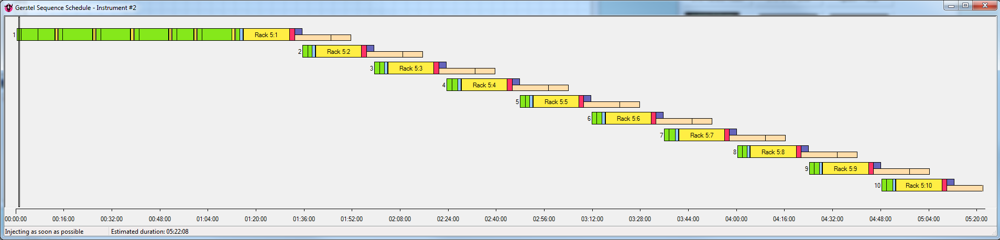 Gerstel Sequence Schedule - Instrument #2
1 Rack 5:1
2 Rack 5:2
3 Rack 5:3
4 Rack 5:4
5 Rack 5:5
6 Rack 5:6
7 Rack 5:7
8 Rack 5:8
9 Rack 5:9
10 Rack 5:10
00:00:00 00:16:00 00:32:00 00:48:00 01:04:00 01:20:00 01:36:00 01:52:00 02:08:00 02:24:00 02:40:00 02:56:00 03:12:00 03:28:00 03:44:00 04:00:00 04:16:00 04:32:00 04:48:00 05:04:00 05:20:00
Injecting as soon as possible Estimated duration: 05:22:08